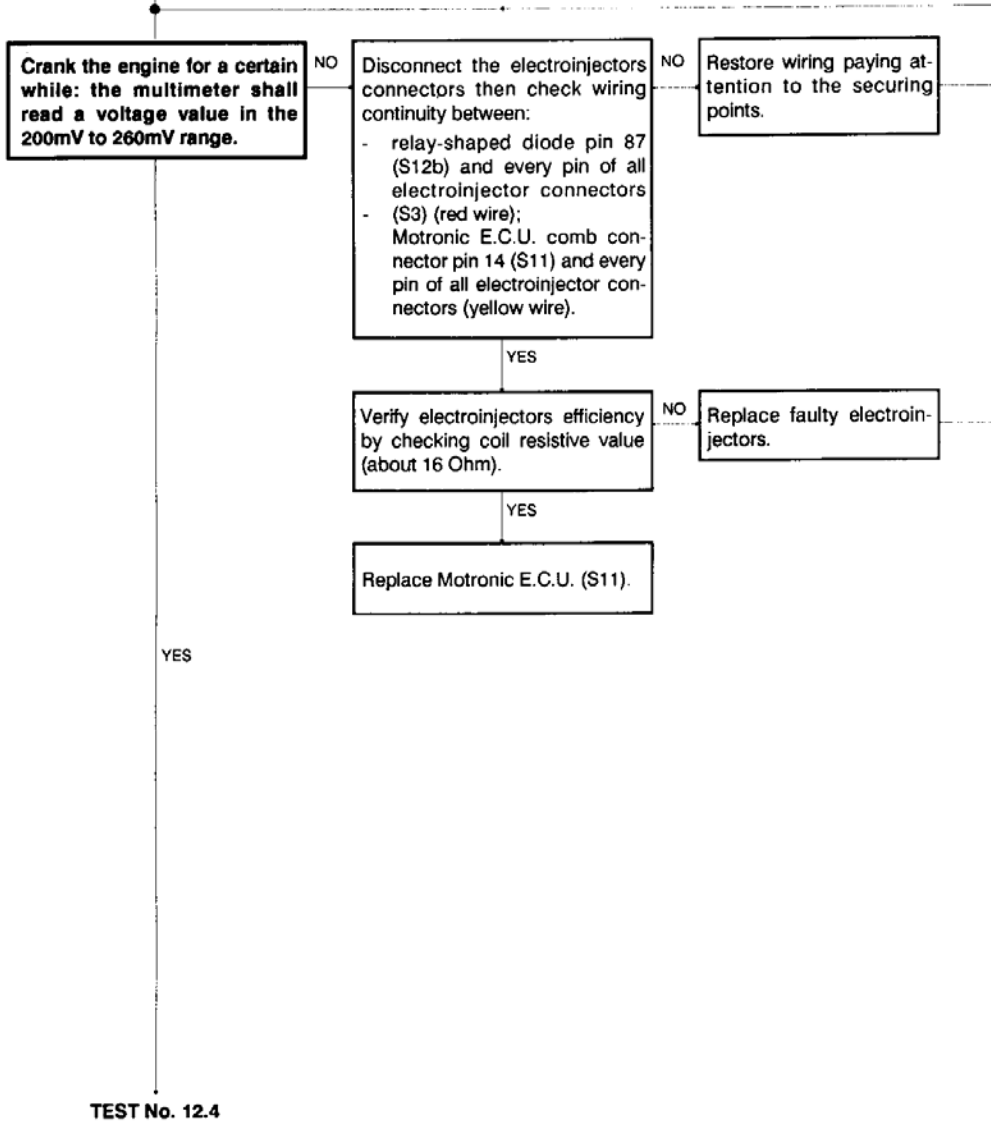 Crank the engine for a certain
while: the multimeter shall
read a voltage value in the
200mV to 260mV range.
NO
Disconnect the electroinjectors
connectors then check wiring
continuity between:
- relay-shaped diode pin 87
(S12b) and every pin of all
electroinjector connectors
- (S3) (red wire);
Motronic E.C.U. comb con-
nector pin 14 (S11) and every
pin of all electroinjector con-
nectors (yellow wire).
NO
Restore wiring paying at-
tention to the securing
points.
YES
Verify electroinjectors efficiency
by checking coil resistive value
(about 16 Ohm).
NO
Replace faulty electroin-
jectors.
YES
Replace Motronic E.C.U. (S11).
YES
TEST No. 12.4